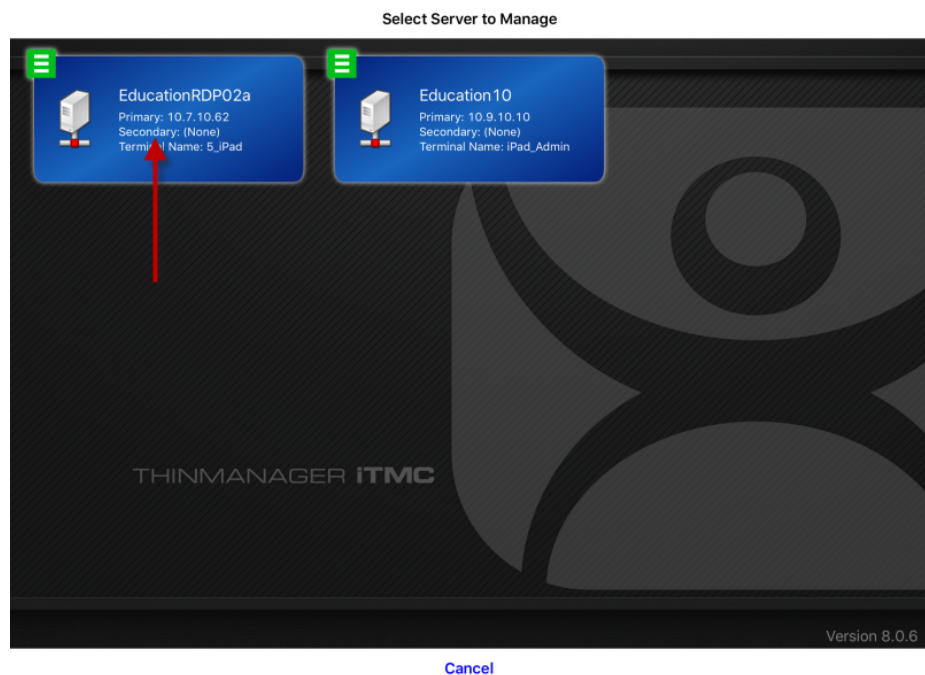 Select Server to Manage
EducationRDP02a
Primary: 10.7.10.62
Secondary: (None)
Terminal Name: 5_iPad
Education10
Primary: 10.9.10.10
Secondary: (None)
Terminal Name: iPad_Admin
THINMANAGER iTMC
Version 8.0.6
Cancel